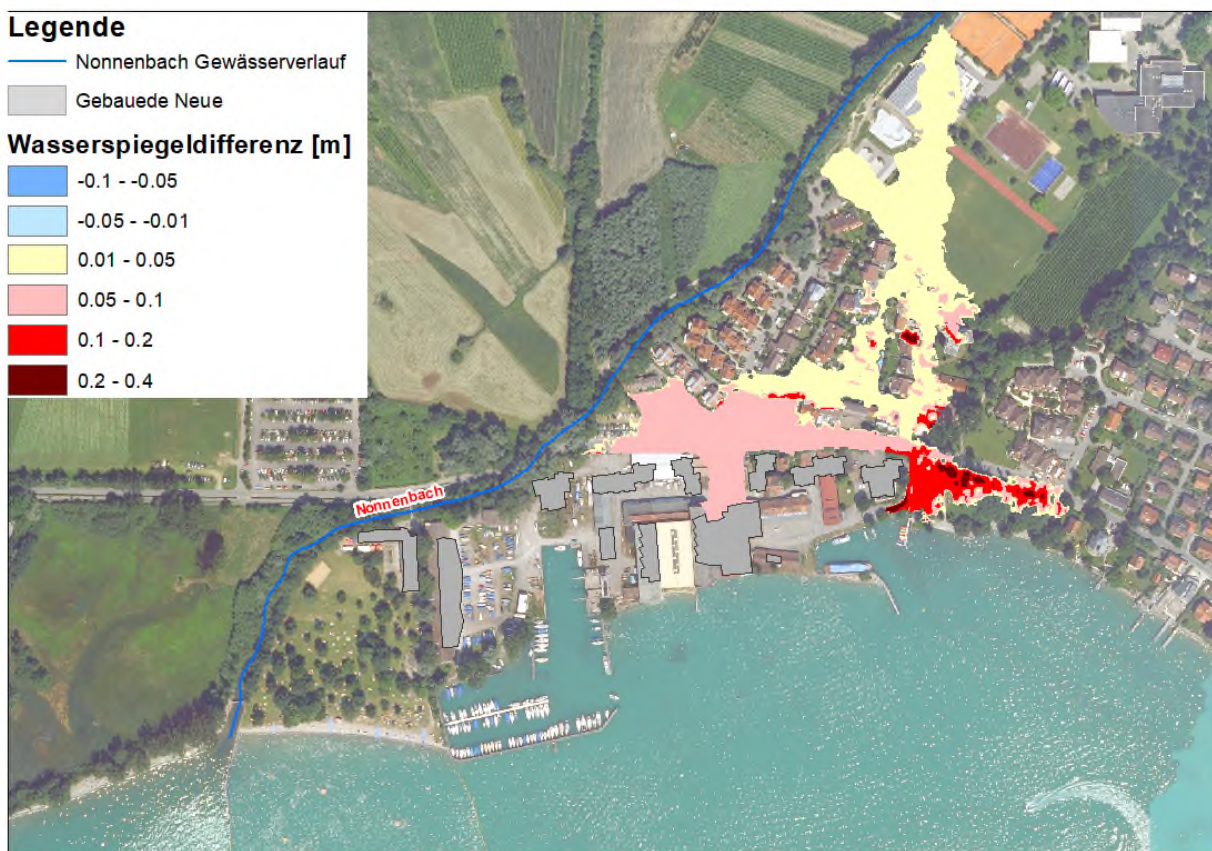 Legende
Nonnenbach Gewässerverlauf
Gebauede Neue
Wasserspiegeldifferenz [m]
-0.1 - -0.05
-0.05 - -0.01
0.01 - 0.05
0.05 - 0.1
0.1 - 0.2
0.2 - 0.4
Nonnenbach